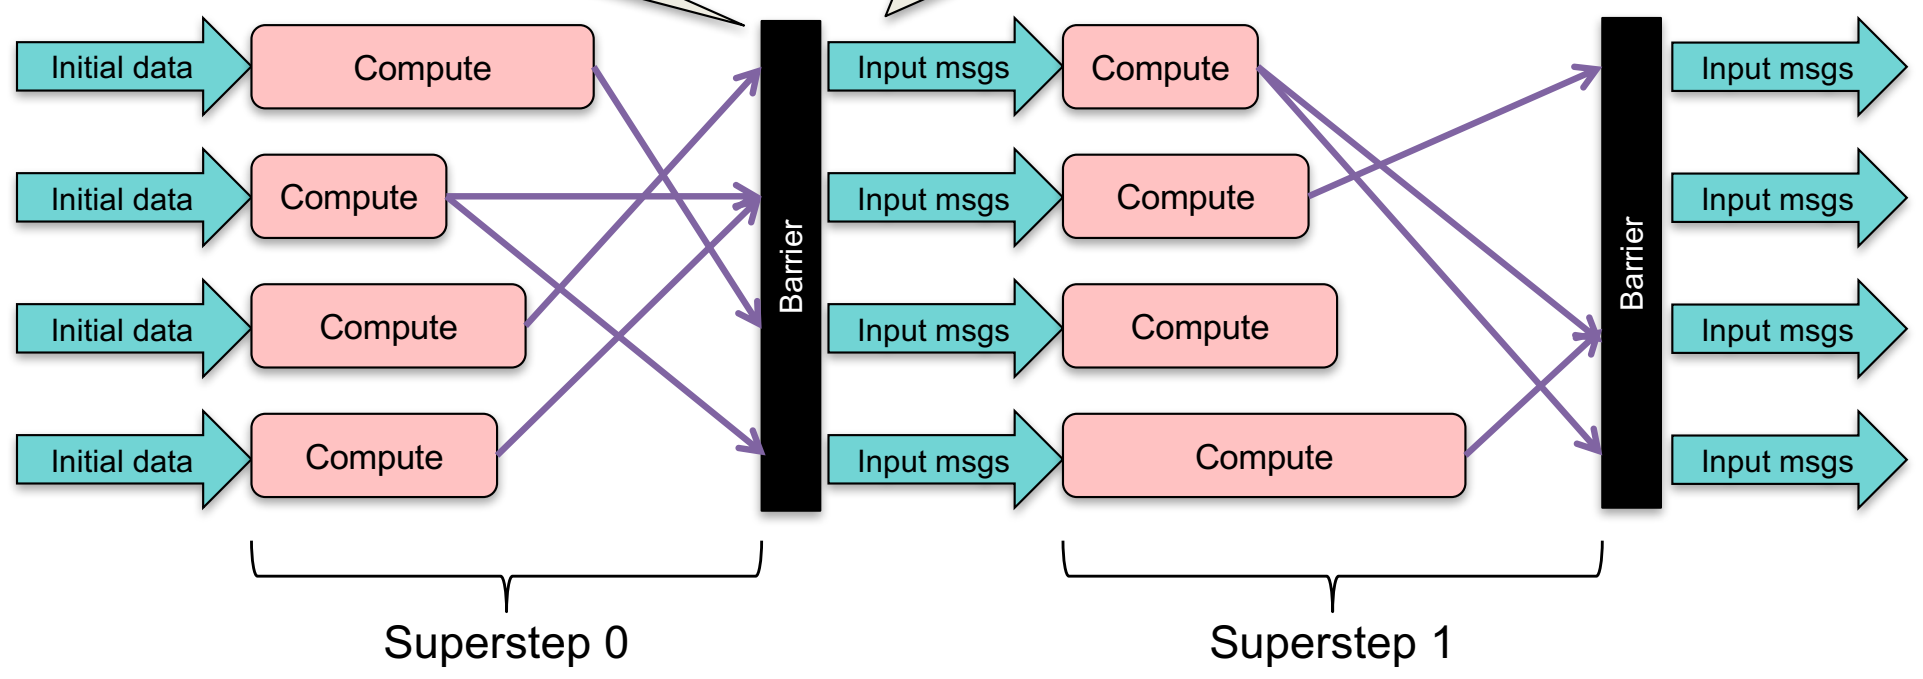 Initial data
Compute
Input msgs
Compute
Input msgs
Initial data
Compute
Input msgs
Compute
Input msgs
Barrier
Barrier
Initial data
Compute
Input msgs
Compute
Input msgs
Initial data
Compute
Input msgs
Compute
Input msgs
Superstep 0
Superstep 1